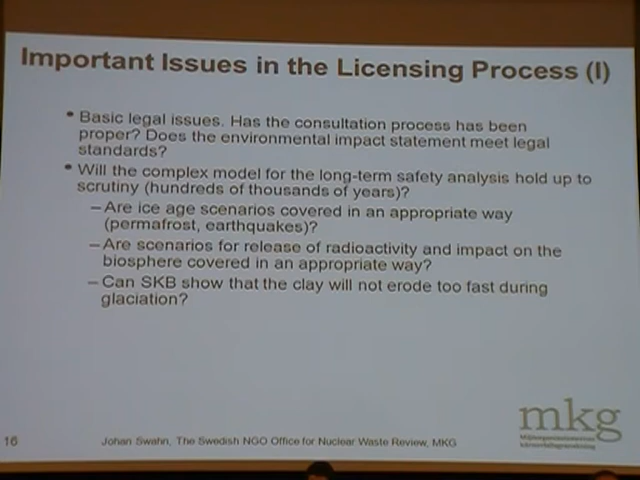 Important Issues in the Licensing Process (I)
• Basic legal issues. Has the consultation process has been
proper? Does the environmental impact statement meet legal
standards?
• Will the complex model for the long-term safety analysis hold up to
scrutiny (hundreds of thousands of years)?
– Are ice age scenarios covered in an appropriate way
(permafrost, earthquakes)?
– Are scenarios for release of radioactivity and impact on the
biosphere covered in an appropriate way?
– Can SKB show that the clay will not erode too fast during
glaciation?
mkg
16
Johan Swahn, The Swedish NGO Office for Nuclear Waste Review, MKG